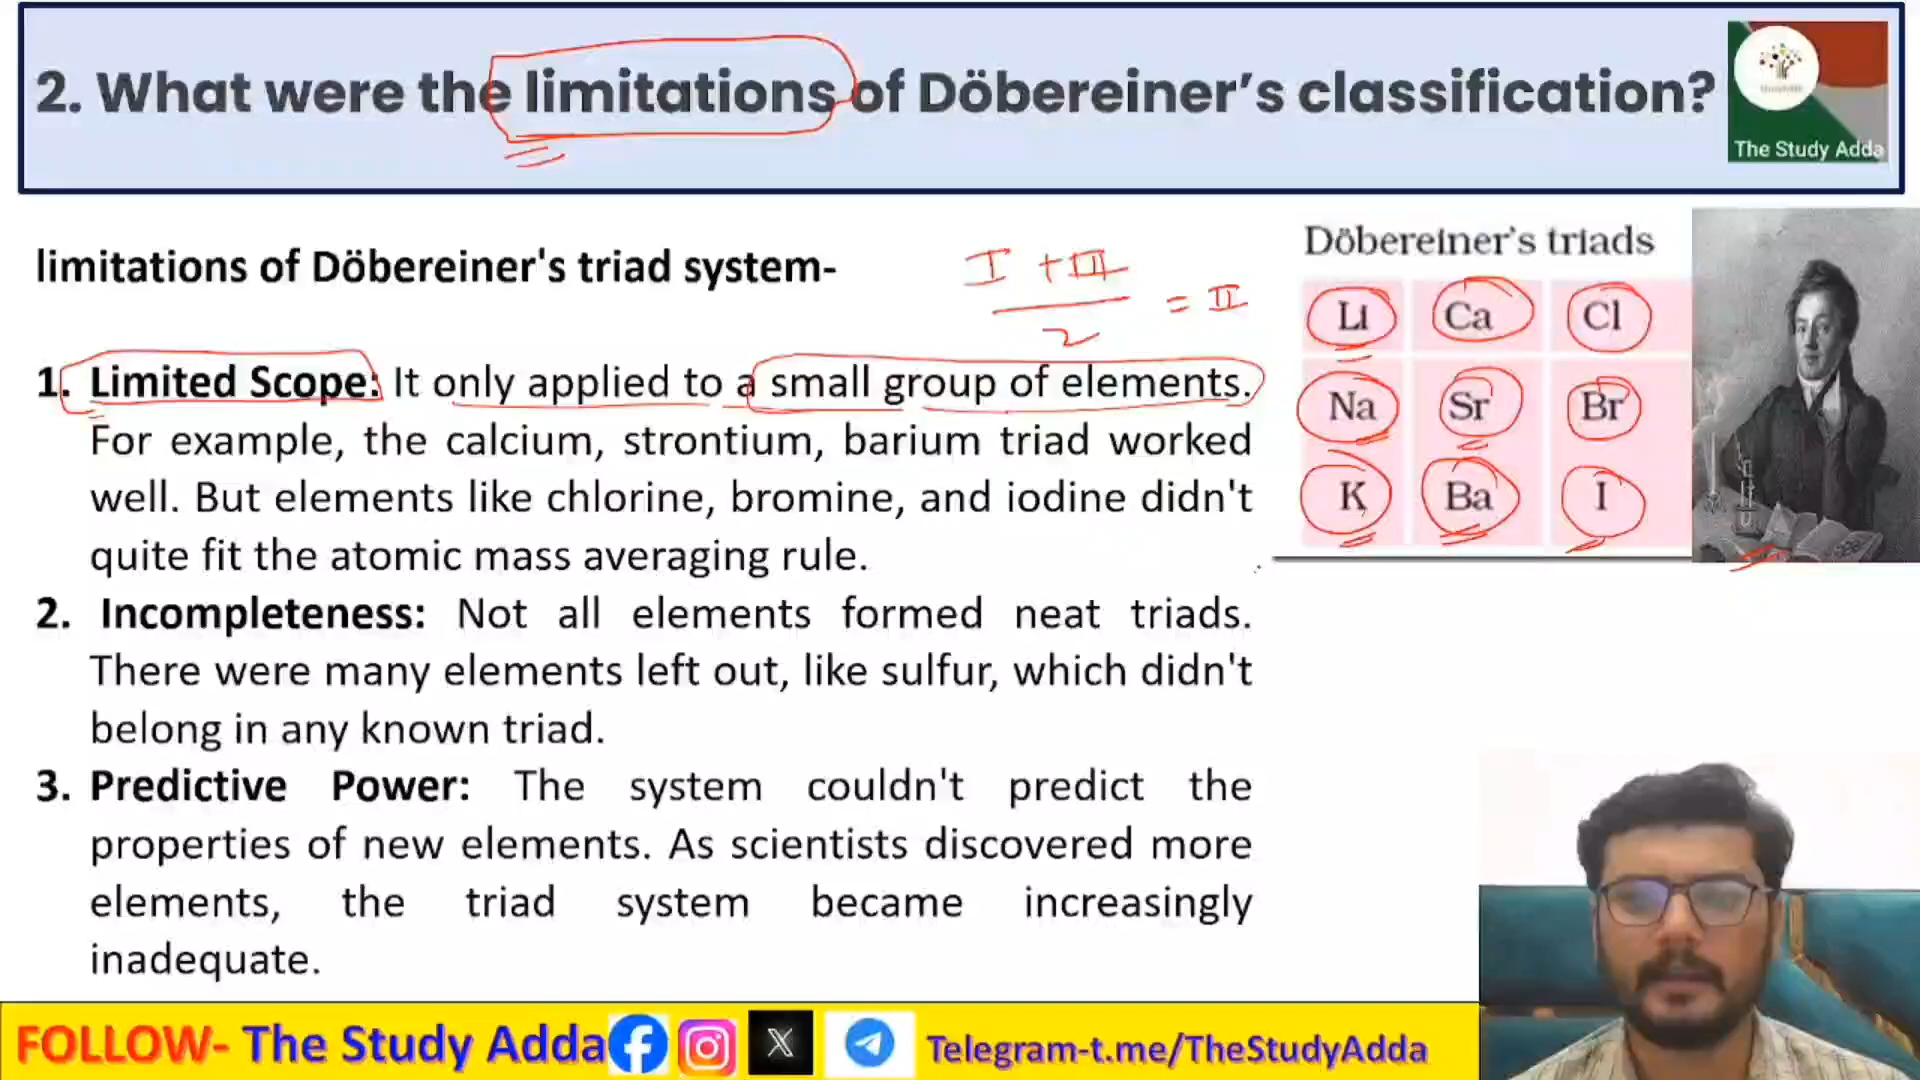 2. What were the limitations of Döbereiner's classification?
The Study Adda
limitations of Döbereiner's triad system-
I + III
2
= II
1. Limited Scope: It only applied to a small group of elements.
For example, the calcium, strontium, barium triad worked
well. But elements like chlorine, bromine, and iodine didn't
quite fit the atomic mass averaging rule.
2. Incompleteness: Not all elements formed neat triads.
There were many elements left out, like sulfur, which didn't
belong in any known triad.
3. Predictive Power: The system couldn't predict the
properties of new elements. As scientists discovered more
elements, the triad system became increasingly
inadequate.
Döbereiner's triads
Li Ca Cl
Na Sr Br
K Ba I
FOLLOW- The Study Adda
Telegram-t.me/TheStudyAdda